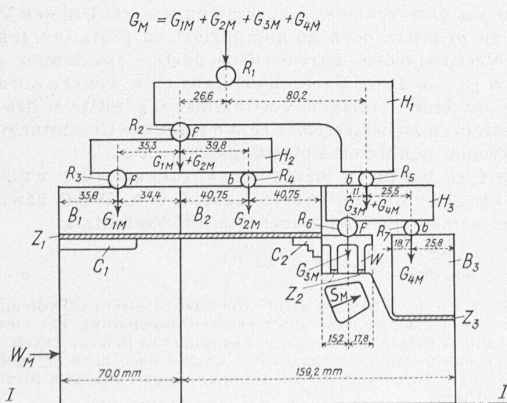 G_M = G_1M + G_2M + G_3M + G_4M
R_1
26,6
80,2
H_1
R_2
f
35,3
39,8
H_2
G_1M + G_2M
R_3
f
b
R_4
b
R_5
35,8
34,4
40,75
40,75
11
25,5
H_3
B_1
B_2
G_3M + G_4M
G_1M
G_2M
R_6
f
R_7
b
Z_1
18,7
25,8
C_1
C_2
G_3M
W
G_4M
B_3
Z_2
S_M
Z_3
15,2
17,8
W_M
70,0 mm
159,2 mm
I
I